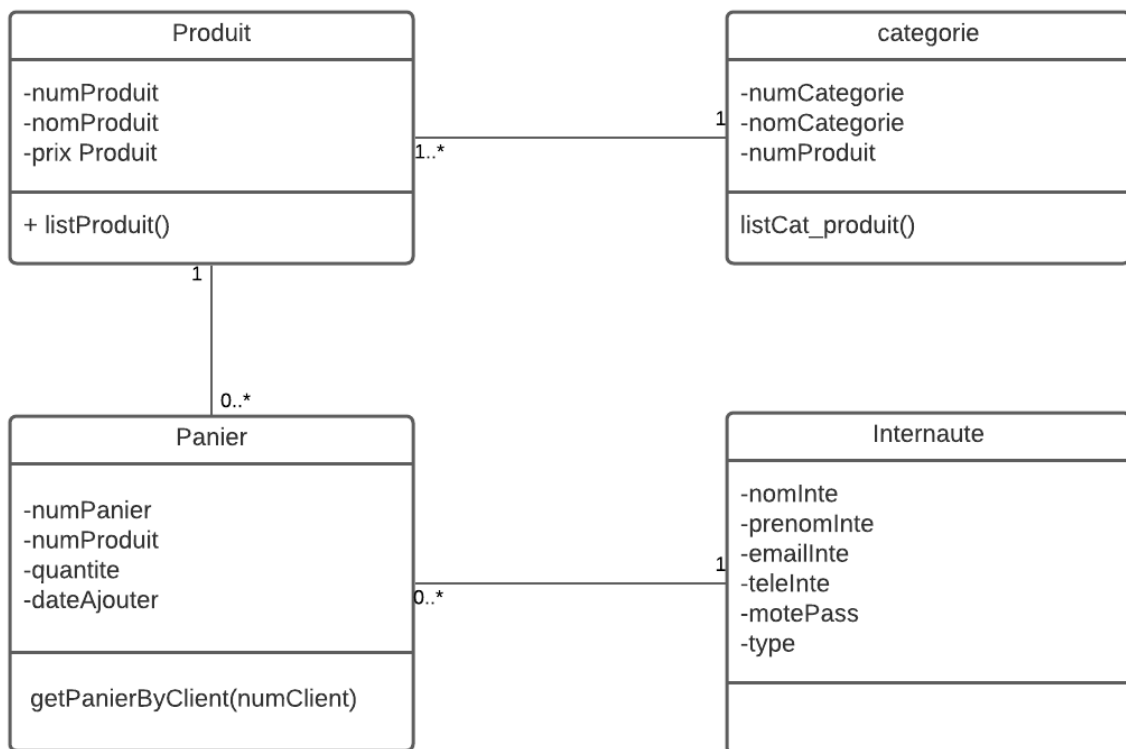 Produit
-numProduit
-nomProduit
-prix Produit
+ listProduit()
categorie
-numCategorie
-nomCategorie
-numProduit
listCat_produit()
1
1..*
1
0..*
Panier
-numPanier
-numProduit
-quantite
-dateAjouter
getPanierByClient(numClient)
1
0..*
Internaute
-nomInte
-prenomInte
-emailInte
-teleInte
-motePass
-type